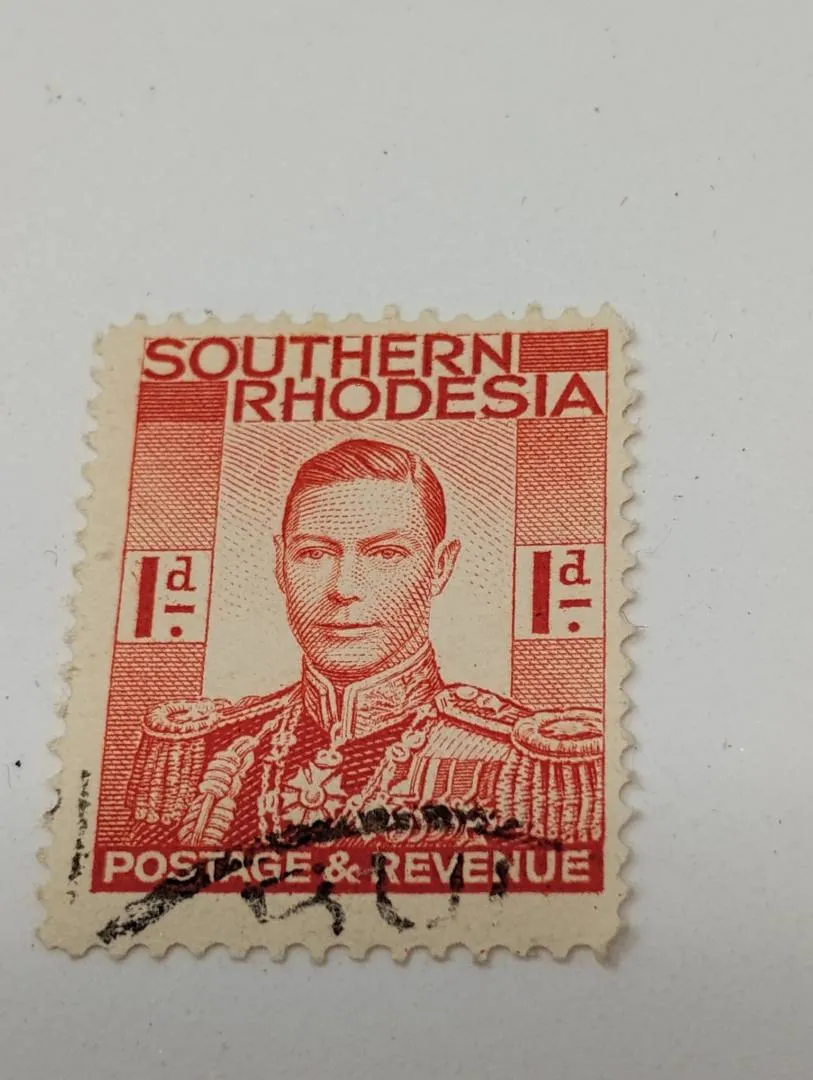 SOUTHERN
RHODESIA
1d 1d
POSTAGE & REVENUE